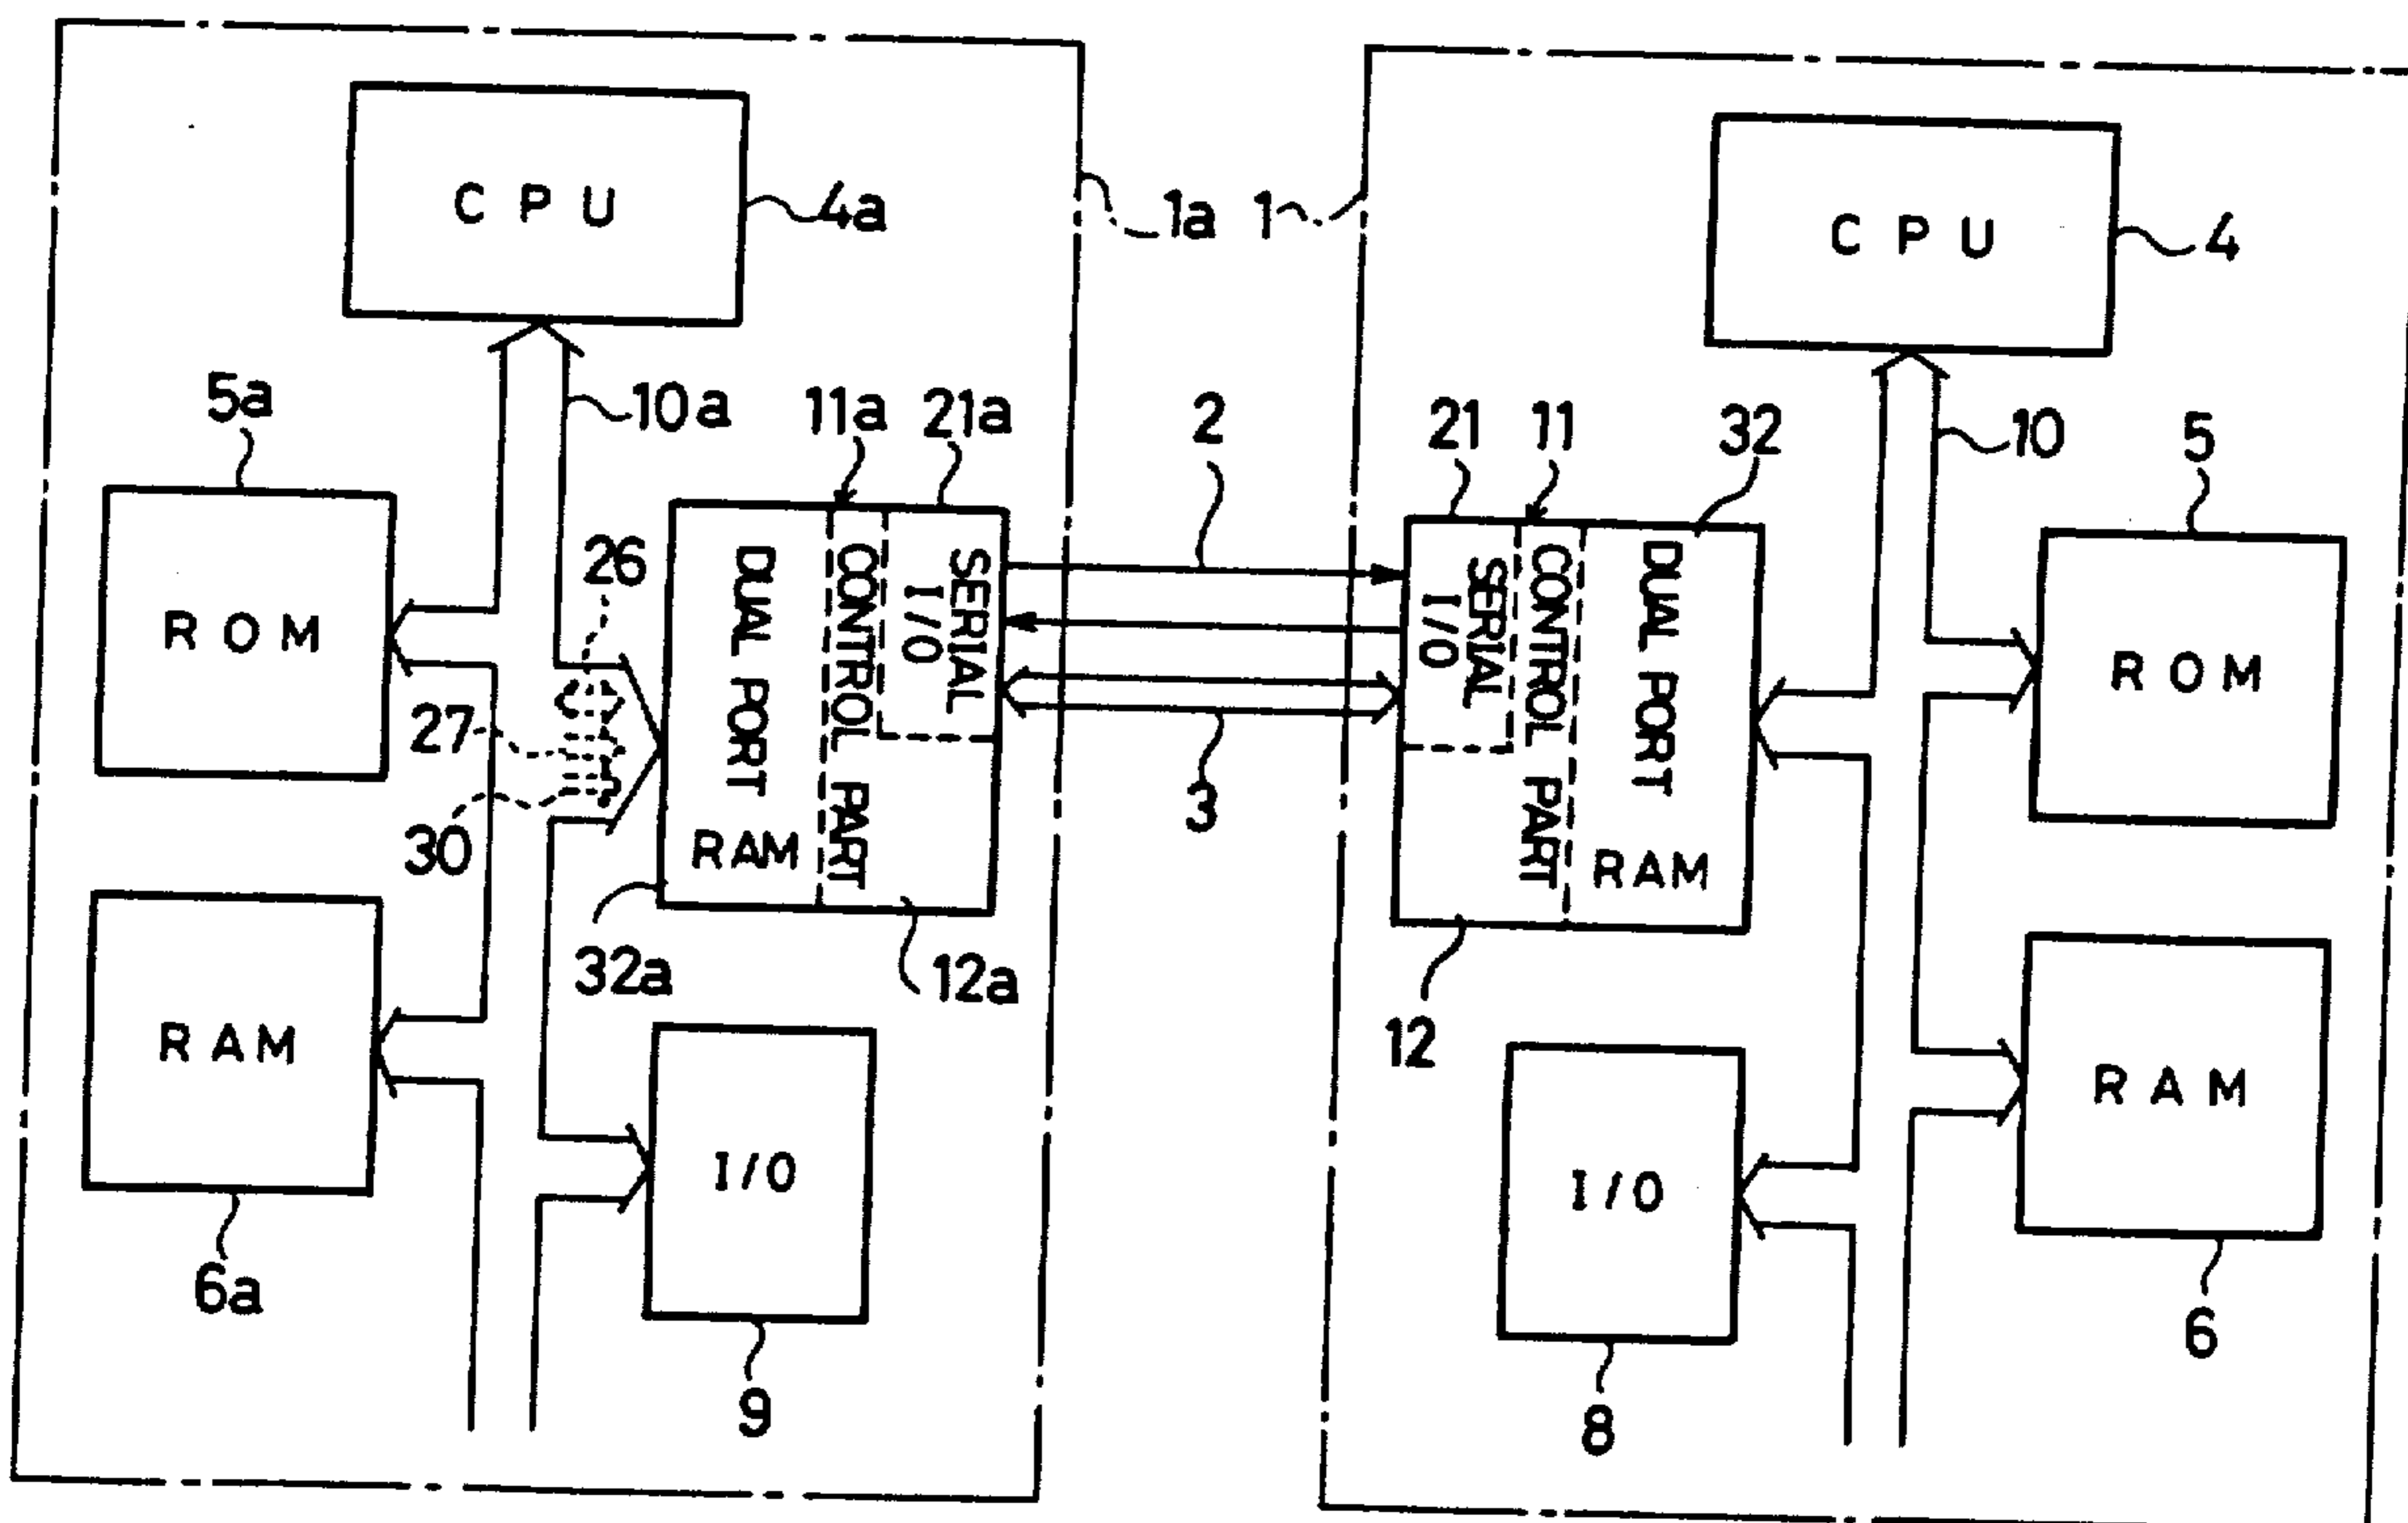 CPU
4a
1a
1
CPU
4
5a
10a
11a
21a
2
21
11
32
10
5
ROM
26
27
30
DUAL PORT
RAM
CONTROL PART
SERIAL
I/O
3
SERIAL
I/O
CONTROL PART
DUAL PORT
RAM
ROM
32a
12a
12
RAM
6a
I/O
9
I/O
8
RAM
6